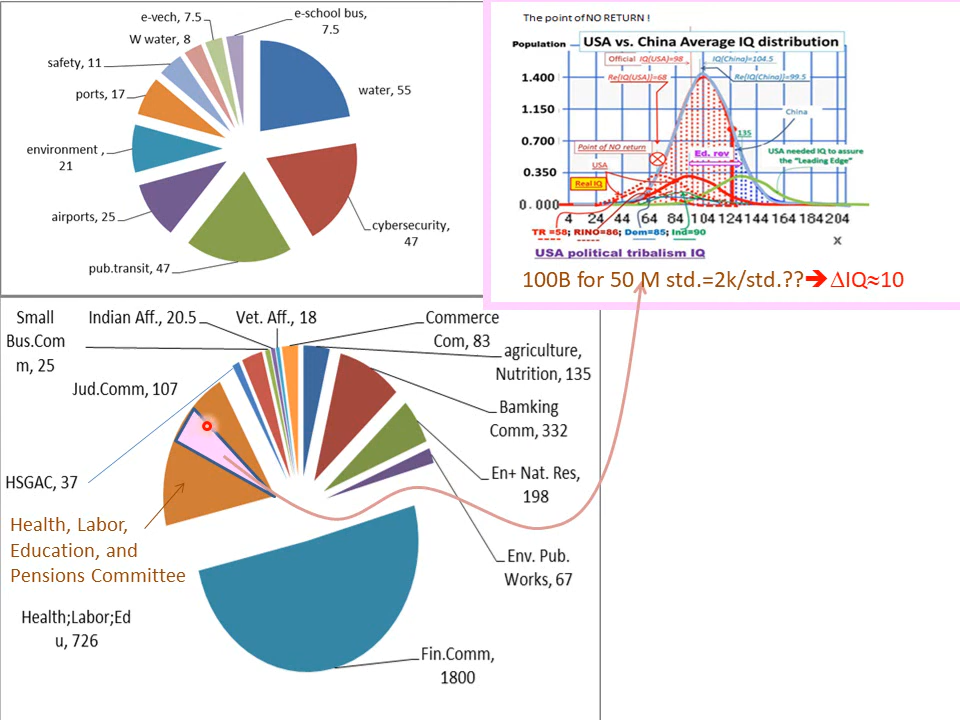 e-vech, 7.5
e-school bus,
7.5
W water, 8
safety, 11
ports, 17
environment ,
21
airports, 25
pub.transit, 47
water, 55
cybersecurity,
47
The point of NO RETURN !
Population
USA vs. China Average IQ distribution
Official IQ(USA)=98
IQ(China)=104.5
Re[IQ(USA)]=68
Re[IQ(China)]=99.5
1.400
1.150
0.700
0.350
0.000
China
135
Point of NO return
Ed. rev
USA needed IQ to assure
the "Leading Edge"
USA
Real IQ
4 24 44 64 84 104 124 144 164 184 204
x
TR =58; RINO=86; Dem=85; Ind=90
USA political tribalism IQ
100B for 50 M std.=2k/std.??➔ ∆IQ≈10
Small
Bus.Com
m, 25
Indian Aff., 20.5
Vet. Aff., 18
Commerce
Com, 83
agriculture,
Nutrition, 135
Jud.Comm, 107
Bamking
Comm, 332
HSGAC, 37
En+ Nat. Res,
198
Health, Labor,
Education, and
Pensions Committee
Env. Pub.
Works, 67
Health;Labor;Ed
u, 726
Fin.Comm,
1800